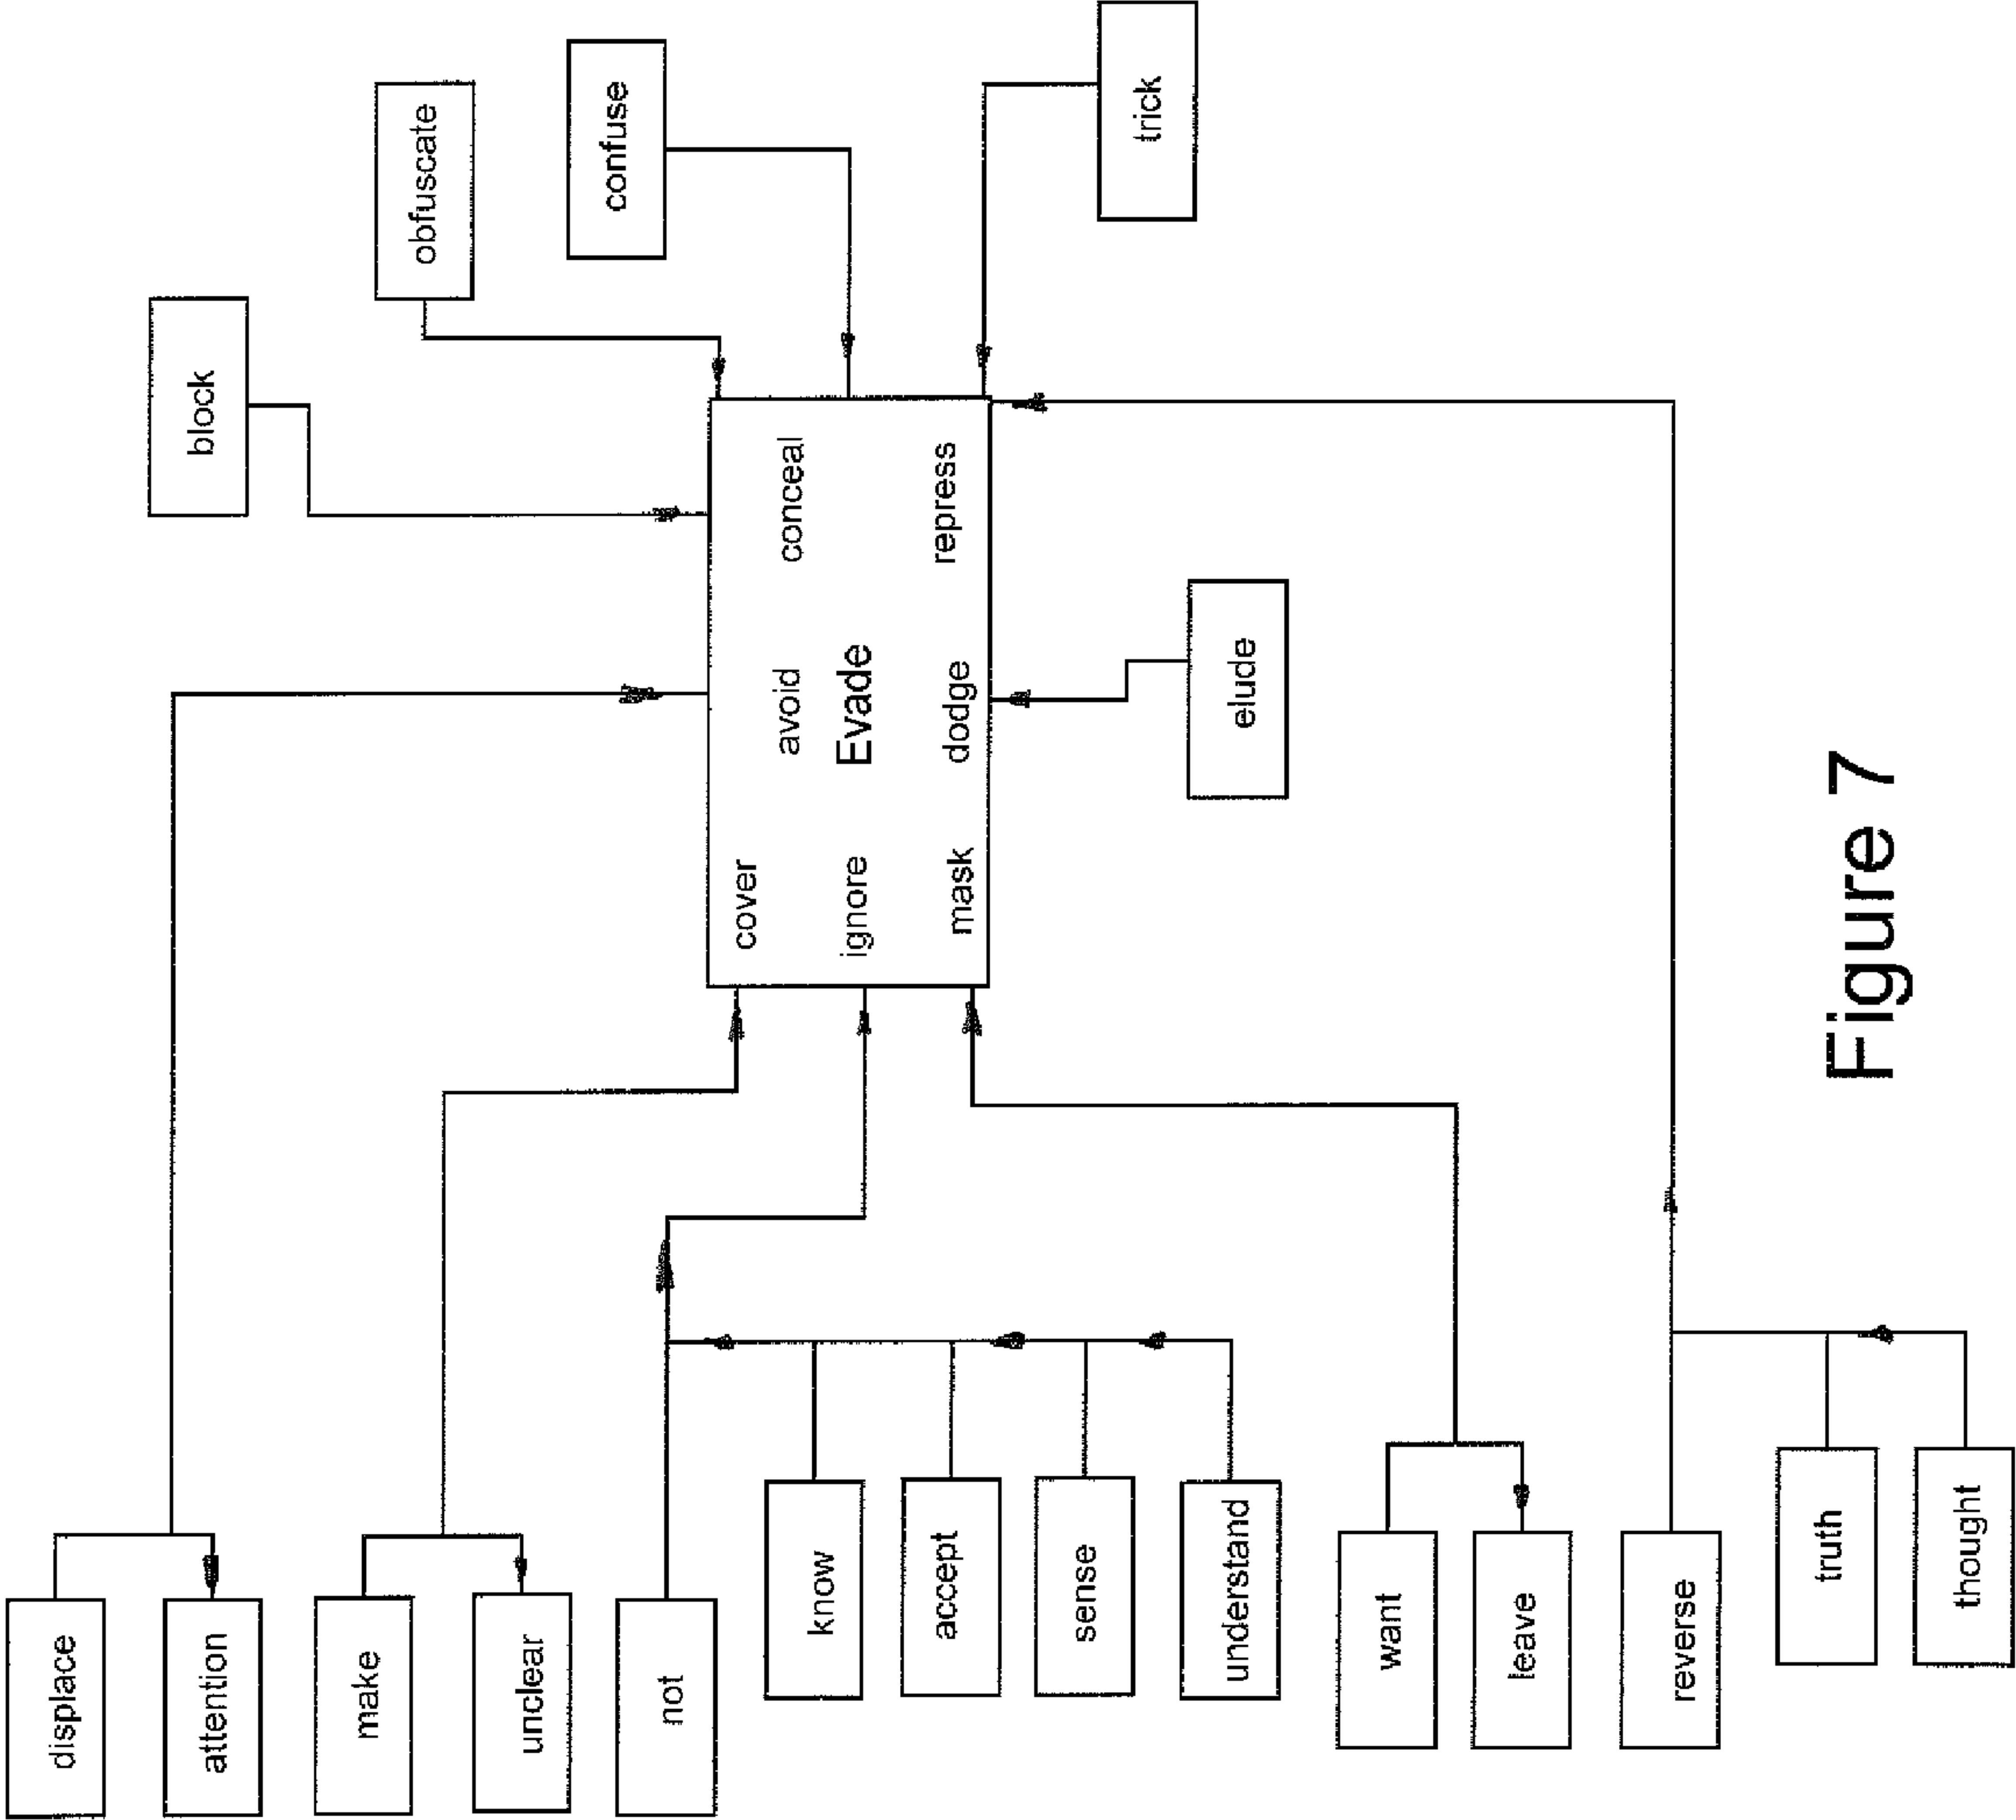 displace
attention
make
unclear
not
know
accept
sense
understand
want
leave
reverse
truth
thought
cover
avoid
conceal
ignore
Evade
mask
dodge
repress
block
obfuscate
confuse
trick
elude
Figure 7